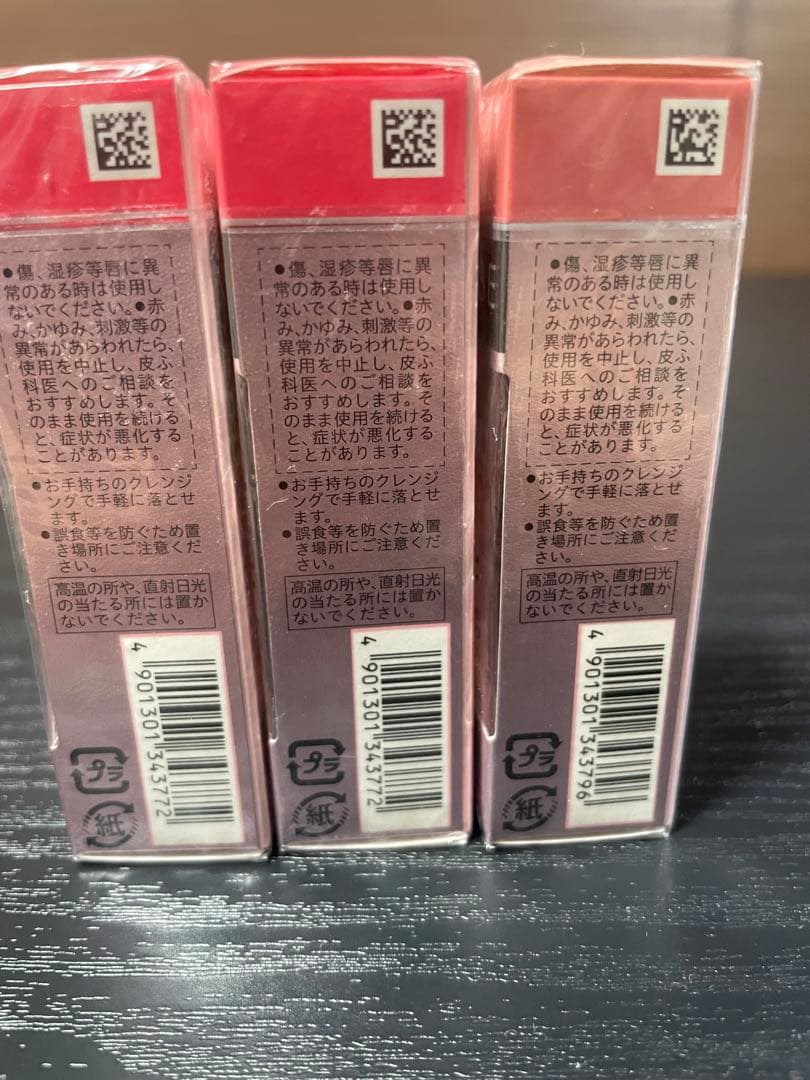 ●傷、湿疹等唇に異
常のある時は使用し
ないでください。●赤
み、かゆみ、刺激等の
異常があらわれたら、
使用を中止し、皮ふ
科医へのご相談を
おすすめします。そ
のまま使用を続ける
と、症状が悪化する
ことがあります。
●お手持ちのクレンジ
ングで手軽に落とせ
ます。
●誤食等を防ぐため置
き場所にご注意くだ
さい。
高温の所や、直射日光
の当たる所には置か
ないでください。
4 901301 343772
プラ
紙
●傷、湿疹等唇に異
常のある時は使用し
ないでください。●赤
み、かゆみ、刺激等の
異常があらわれたら、
使用を中止し、皮ふ
科医へのご相談を
おすすめします。そ
のまま使用を続ける
と、症状が悪化する
ことがあります。
●お手持ちのクレンジ
ングで手軽に落とせ
ます。
●誤食等を防ぐため置
き場所にご注意くだ
さい。
高温の所や、直射日光
の当たる所には置か
ないでください。
4 901301 343772
プラ
紙
●傷、湿疹等唇に異
常のある時は使用し
ないでください。●赤
み、かゆみ、刺激等の
異常があらわれたら、
使用を中止し、皮ふ
科医へのご相談を
おすすめします。そ
のまま使用を続ける
と、症状が悪化する
ことがあります。
●お手持ちのクレンジ
ングで手軽に落とせ
ます。
●誤食等を防ぐため置
き場所にご注意くだ
さい。
高温の所や、直射日光
の当たる所には置か
ないでください。
4 901301 343796
プラ
紙